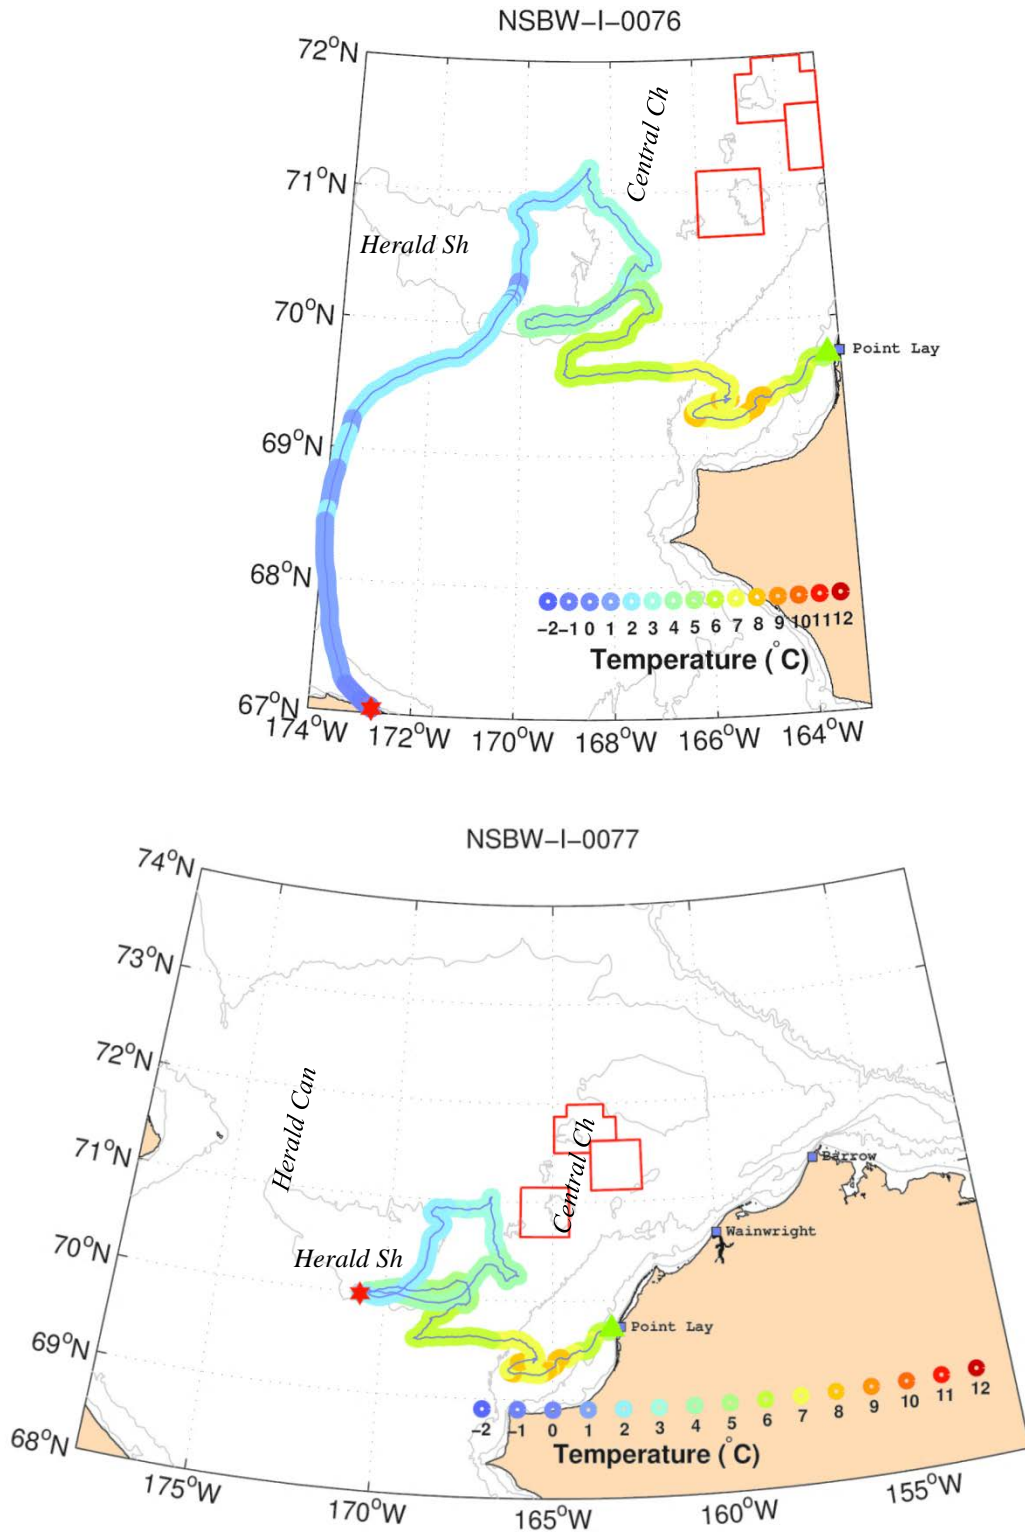 NSBW-I-0076
72°N
Central Ch
71°N
Herald Sh
70°N
Point Lay
69°N
68°N
-2 -1 0 1 2 3 4 5 6 7 8 9 10 11 12
Temperature (°C)
67°N
174°W 172°W 170°W 168°W 166°W 164°W
NSBW-I-0077
74°N
73°N
72°N
Herald Can
Central Ch
71°N
Barrow
Wainwright
70°N
Herald Sh
Point Lay
69°N
-2 -1 0 1 2 3 4 5 6 7 8 9 10 11 12
Temperature (°C)
68°N
175°W 170°W 165°W 160°W 155°W